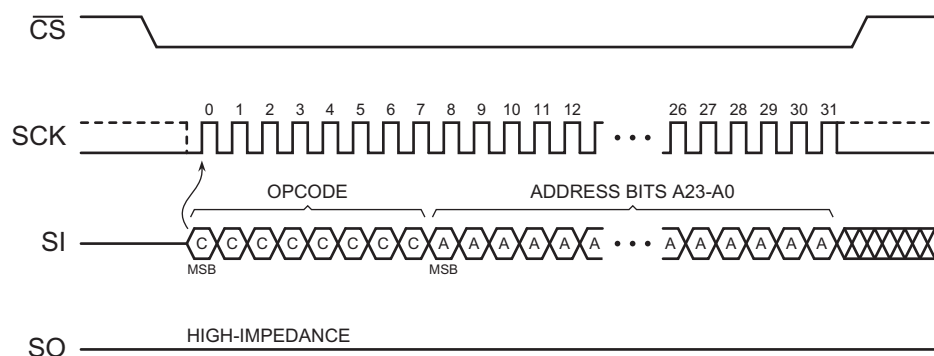 CS
0 1 2 3 4 5 6 7 8 9 10 11 12 26 27 28 29 30 31
SCK
OPCODE ADDRESS BITS A23-A0
SI C C C C C C C C A A A A A A A A A A A A
MSB MSB
HIGH-IMPEDANCE
SO